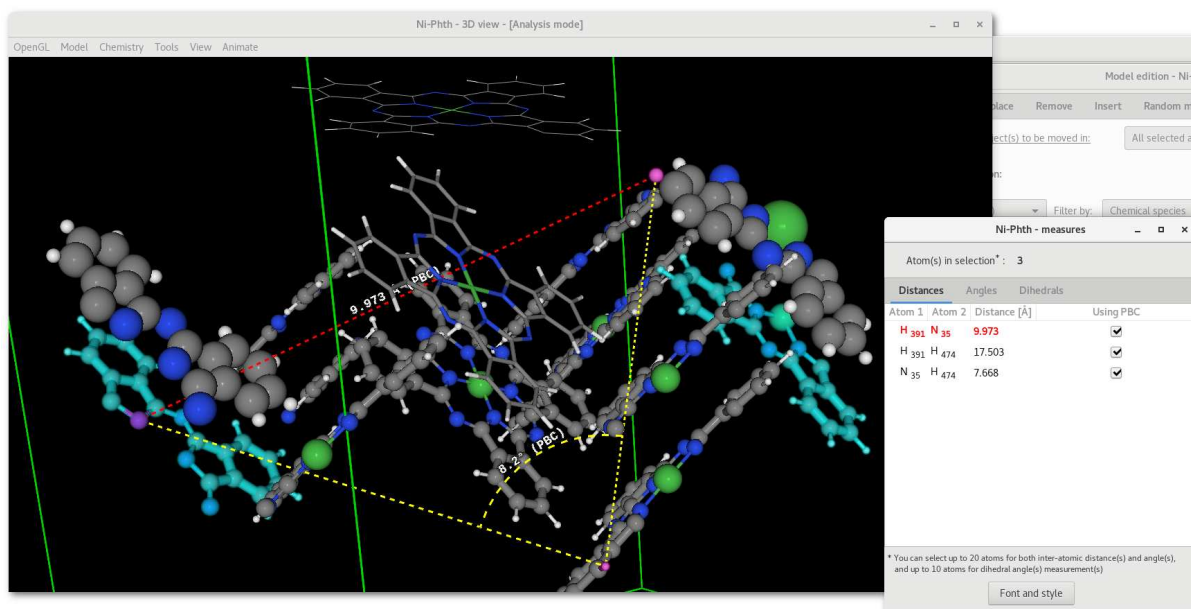 Ni-Phth - 3D view - [Analysis mode]
OpenGL Model Chemistry Tools View Animate
Model edition - Ni-
Remove Insert Random m
ect(s) to be moved in:
All selected a
Filter by: Chemical species
9.973
(PBC)
8.2° (PBC)
Ni-Phth - measures
Atom(s) in selection* : 3
Distances Angles Dihedrals
Atom 1 Atom 2 Distance [Å] Using PBC
H 391 N 35 9.973
H 391 H 474 17.503
N 35 H 474 7.668
* You can select up to 20 atoms for both inter-atomic distance(s) and angle(s),
and up to 10 atoms for dihedral angle(s) measurement(s)
Font and style